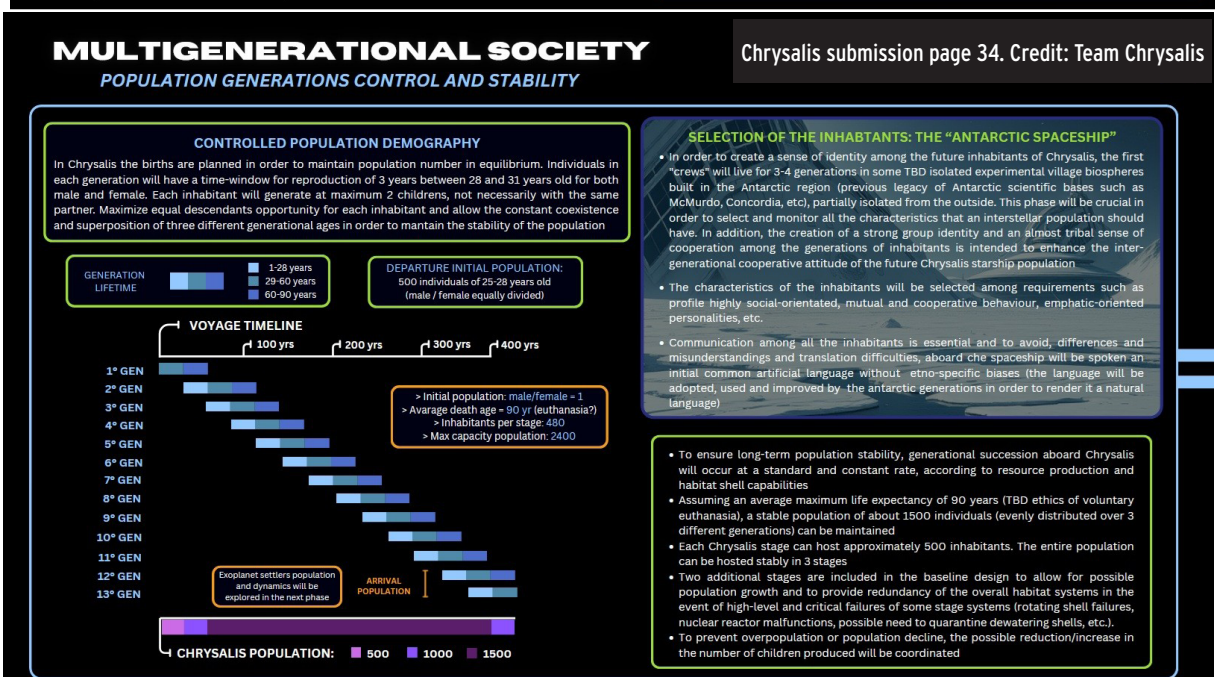 MULTIGENERATIONAL SOCIETY
POPULATION GENERATIONS CONTROL AND STABILITY
Chrysalis submission page 34. Credit: Team Chrysalis
CONTROLLED POPULATION DEMOGRAPHY
In Chrysalis the births are planned in order to maintain population number in equilibrium. Individuals in
each generation will have a time-window for reproduction of 3 years between 28 and 31 years old for both
male and female. Each inhabitant will generate at maximum 2 childrens, not necessarily with the same
partner. Maximize equal descendants opportunity for each inhabitant and allow the constant coexistence
and superposition of three different generational ages in order to mantain the stability of the population
GENERATION
LIFETIME
1-28 years
29-60 years
60-90 years
DEPARTURE INITIAL POPULATION:
500 individuals of 25-28 years old
(male / female equally divided)
VOYAGE TIMELINE
100 yrs
200 yrs
300 yrs
400 yrs
1° GEN
2° GEN
3° GEN
4° GEN
5° GEN
6° GEN
7° GEN
8° GEN
9° GEN
10° GEN
11° GEN
12° GEN
13° GEN
> Initial population: male/female = 1
> Avarage death age = 90 yr (euthanasia?)
> Inhabitants per stage: 480
> Max capacity population: 2400
Exoplanet settlers population
and dynamics will be
explored in the next phase
ARRIVAL
POPULATION
CHRYSALIS POPULATION:
500
1000
1500
SELECTION OF THE INHABTANTS: THE “ANTARCTIC SPACESHIP”
• In order to create a sense of identity among the future inhabitants of Chrysalis, the first
"crews" will live for 3-4 generations in some TBD isolated experimental village biospheres
built in the Antarctic region (previous legacy of Antarctic scientific bases such as
McMurdo, Concordia, etc), partially isolated from the outside. This phase will be crucial in
order to select and monitor all the characteristics that an interstellar population should
have. In addition, the creation of a strong group identity and an almost tribal sense of
cooperation among the generations of inhabitants is intended to enhance the inter-
generational cooperative attitude of the future Chrysalis starship population
• The characteristics of the inhabitants will be selected among requirements such as
profile highly social-orientated, mutual and cooperative behaviour, emphatic-oriented
personalities, etc.
• Communication among all the inhabitants is essential and to avoid, differences and
misunderstandings and translation difficulties, aboard che spaceship will be spoken an
initial common artificial language without etno-specific biases (the language will be
adopted, used and improved by the antarctic generations in order to render it a natural
language)
• To ensure long-term population stability, generational succession aboard Chrysalis
will occur at a standard and constant rate, according to resource production and
habitat shell capabilities
• Assuming an average maximum life expectancy of 90 years (TBD ethics of voluntary
euthanasia), a stable population of about 1500 individuals (evenly distributed over 3
different generations) can be maintained
• Each Chrysalis stage can host approximately 500 inhabitants. The entire population
can be hosted stably in 3 stages
• Two additional stages are included in the baseline design to allow for possible
population growth and to provide redundancy of the overall habitat systems in the
event of high-level and critical failures of some stage systems (rotating shell failures,
nuclear reactor malfunctions, possible need to quarantine dewatering shells, etc.).
• To prevent overpopulation or population decline, the possible reduction/increase in
the number of children produced will be coordinated